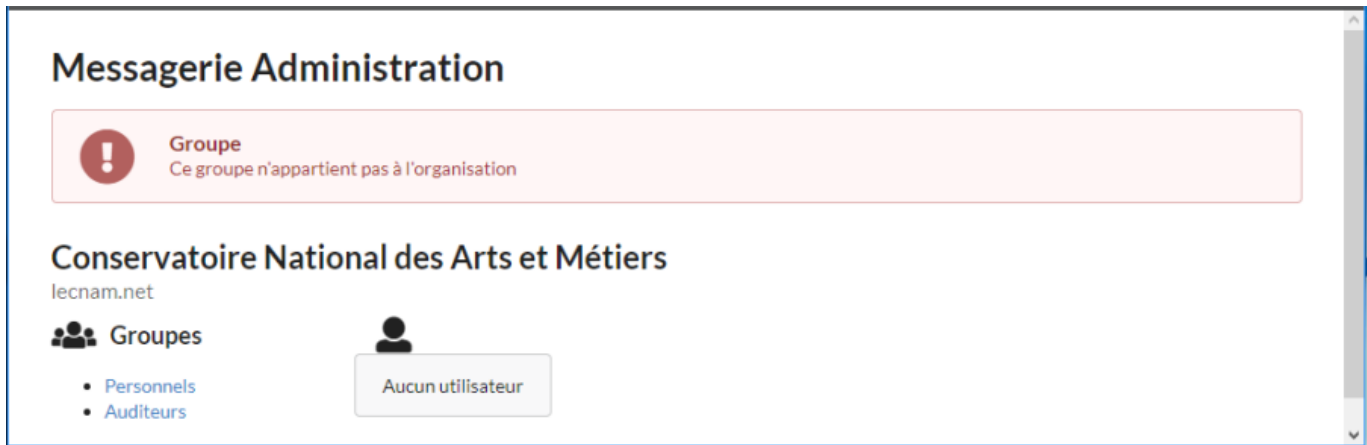 Messagerie Administration
Groupe
Ce groupe n'appartient pas à l'organisation
Conservatoire National des Arts et Métiers
lecnam.net
Groupes
Personnels
Auditeurs
Aucun utilisateur